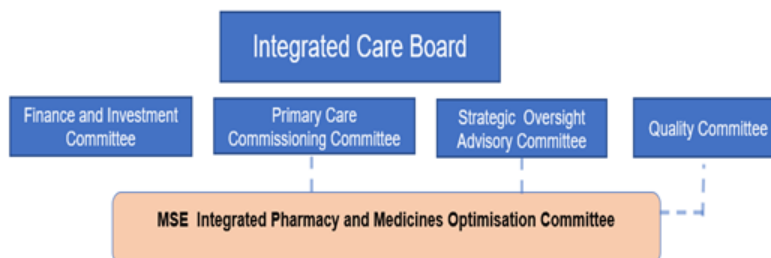 Integrated Care Board
Finance and Investment
Committee
Primary Care
Commissioning Committee
Strategic Oversight
Advisory Committee
Quality Committee
MSE Integrated Pharmacy and Medicines Optimisation Committee